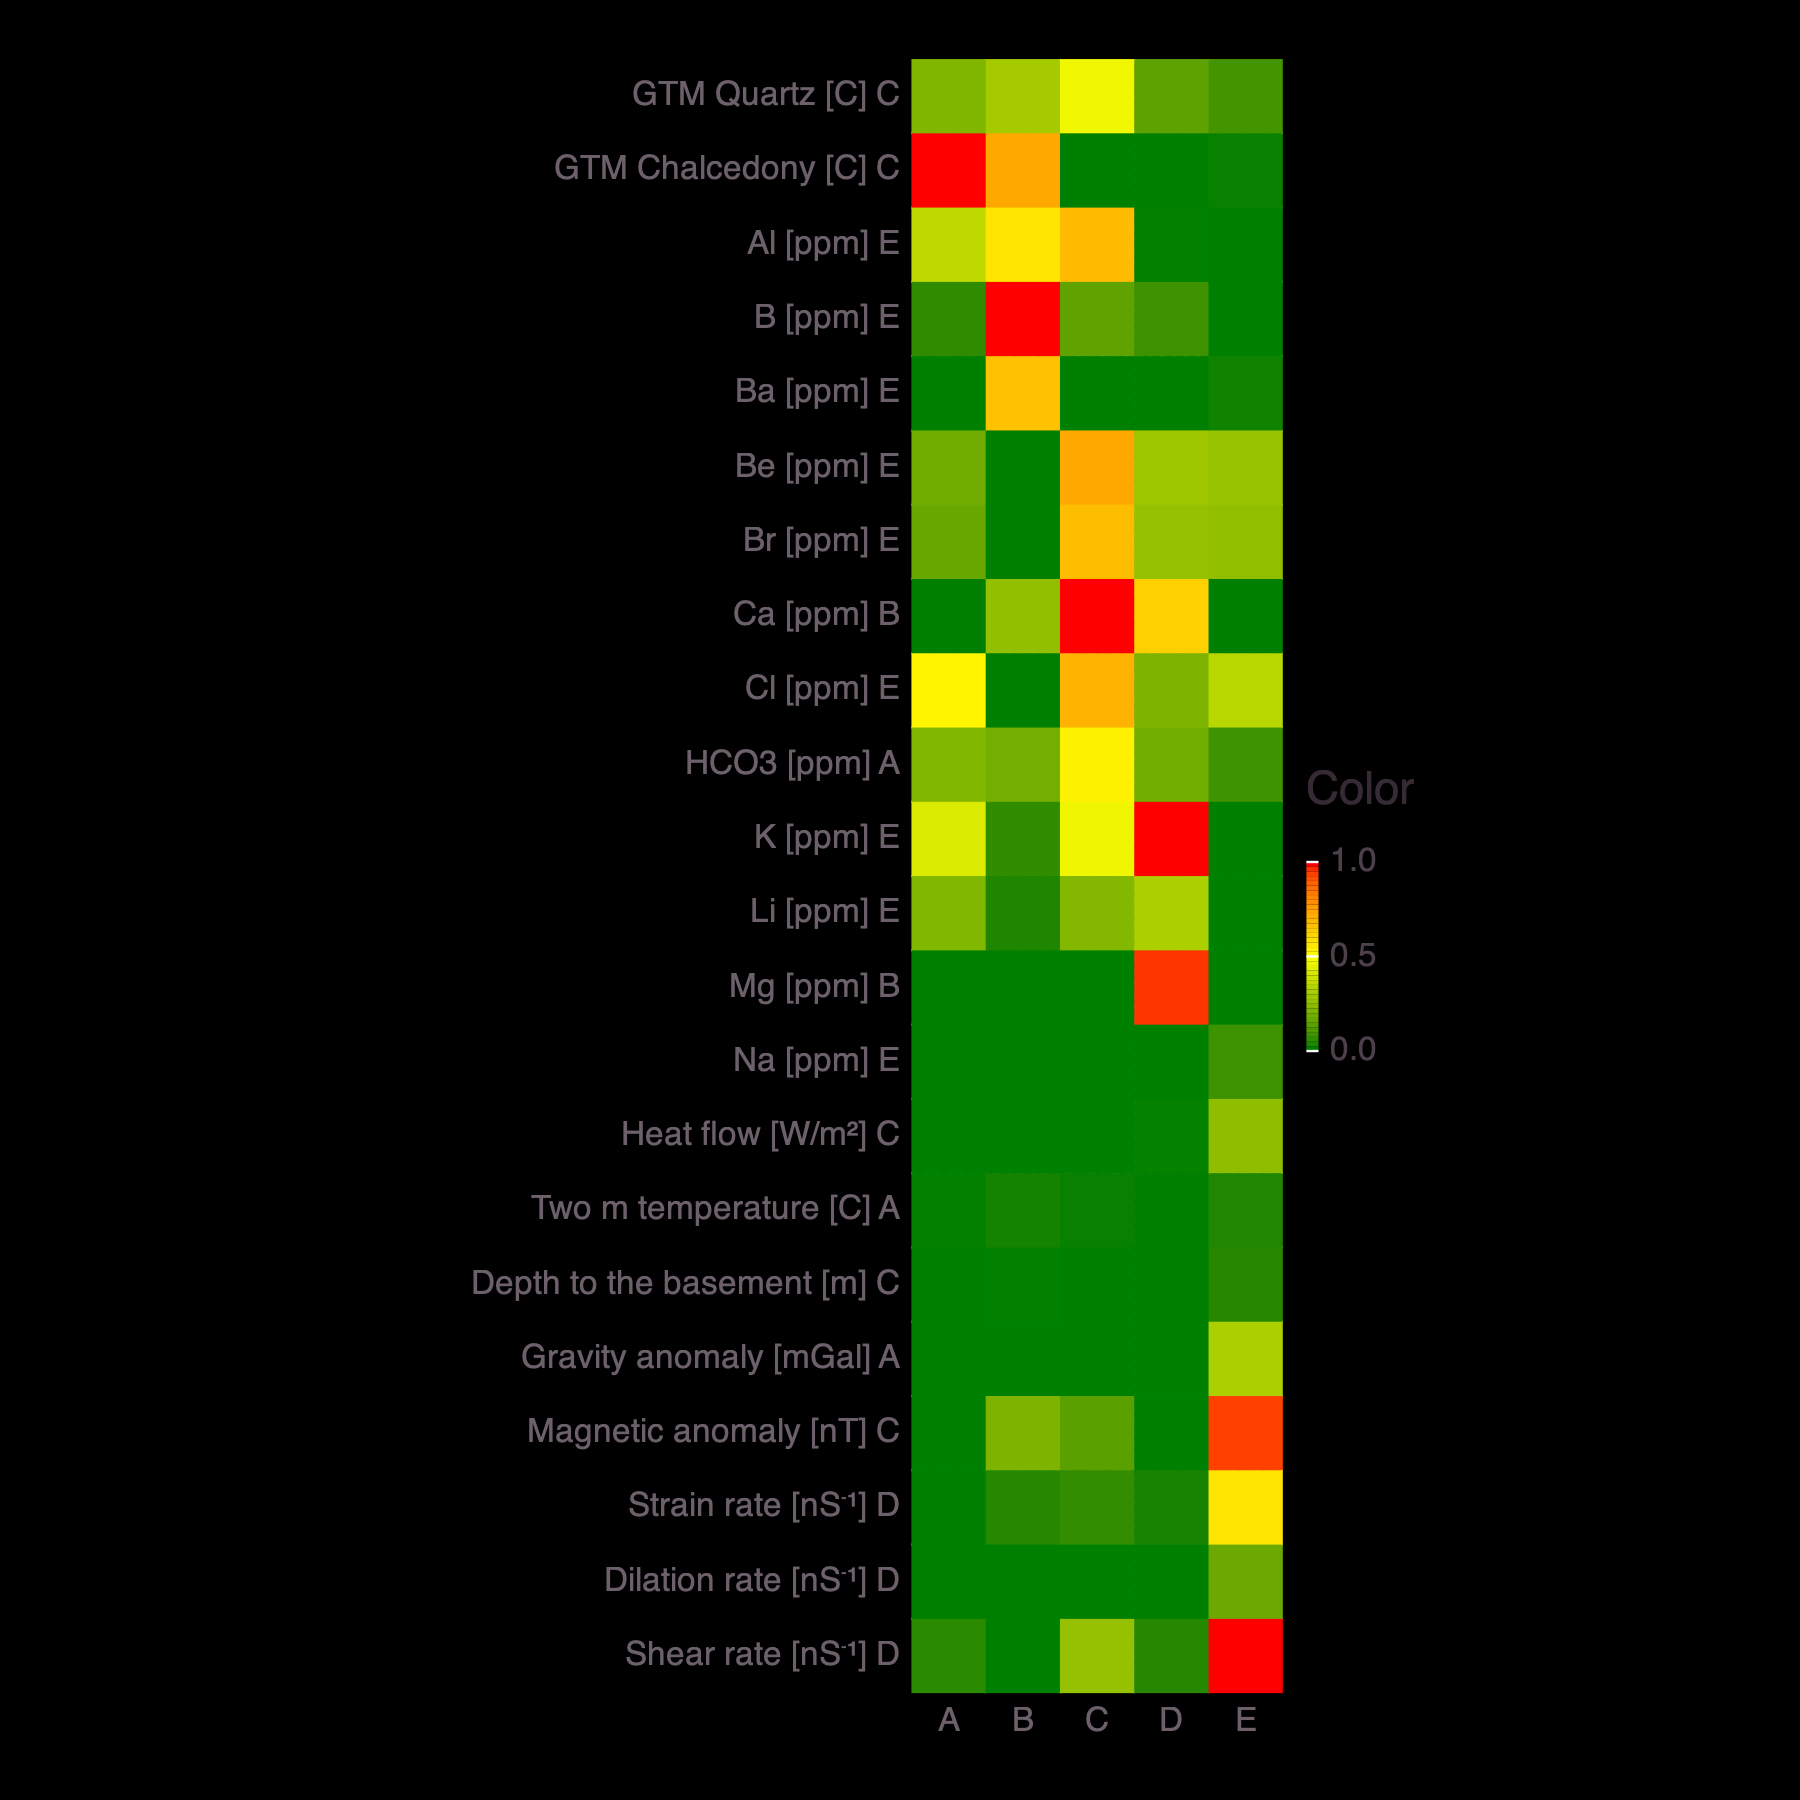 GTM Quartz [C] C
GTM Chalcedony [C] C
Al [ppm] E
B [ppm] E
Ba [ppm] E
Be [ppm] E
Br [ppm] E
Ca [ppm] B
Cl [ppm] E
HCO3 [ppm] A
K [ppm] E
Li [ppm] E
Mg [ppm] B
Na [ppm] E
Heat flow [W/m²] C
Two m temperature [C] A
Depth to the basement [m] C
Gravity anomaly [mGal] A
Magnetic anomaly [nT] C
Strain rate [nS⁻¹] D
Dilation rate [nS⁻¹] D
Shear rate [nS⁻¹] D
A B C D E
Color
1.0
0.5
0.0